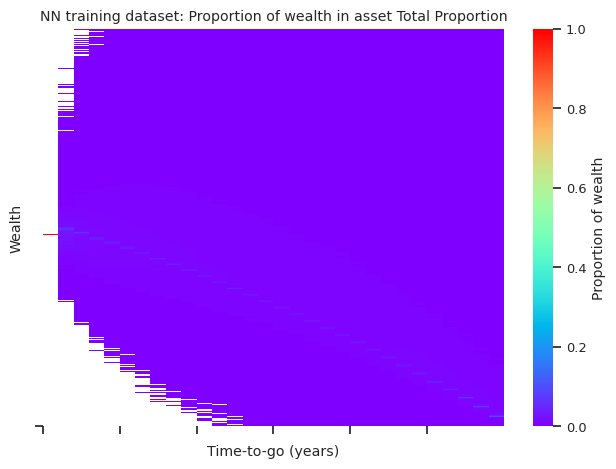 NN training dataset: Proportion of wealth in asset Total Proportion
Wealth
Time-to-go (years)
1.0
0.8
0.6
0.4
0.2
0.0
Proportion of wealth